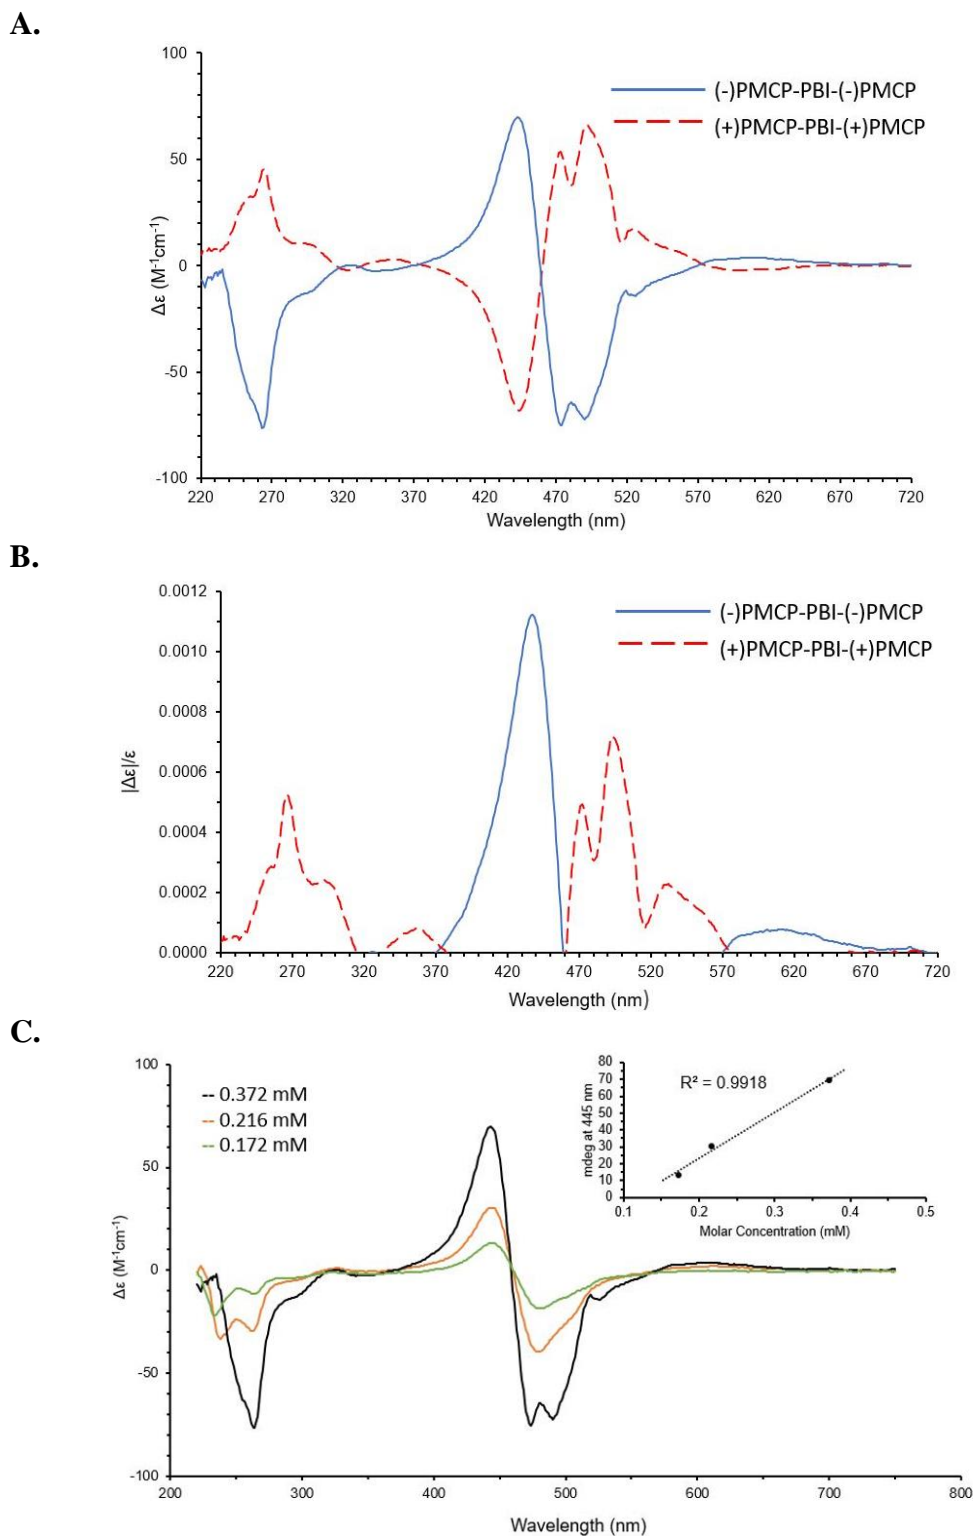 A.
100
50
0
-50
-100
Δε (M⁻¹cm⁻¹)
(-)PMCP-PBI-(-)PMCP
(+)PMCP-PBI-(+)PMCP
220 270 320 370 420 470 520 570 620 670 720
Wavelength (nm)
B.
0.0012
0.0010
0.0008
0.0006
0.0004
0.0002
0.0000
|Δε|/ε
(-)PMCP-PBI-(-)PMCP
(+)PMCP-PBI-(+)PMCP
220 270 320 370 420 470 520 570 620 670 720
Wavelength (nm)
C.
100
50
0
-50
-100
Δε (M⁻¹cm⁻¹)
0.372 mM
0.216 mM
0.172 mM
80
70
60
50
40
30
20
10
0
mdeg at 445 nm
R² = 0.9918
0.1 0.2 0.3 0.4 0.5
Molar Concentration (mM)
200 300 400 500 600 700 800
Wavelength (nm)